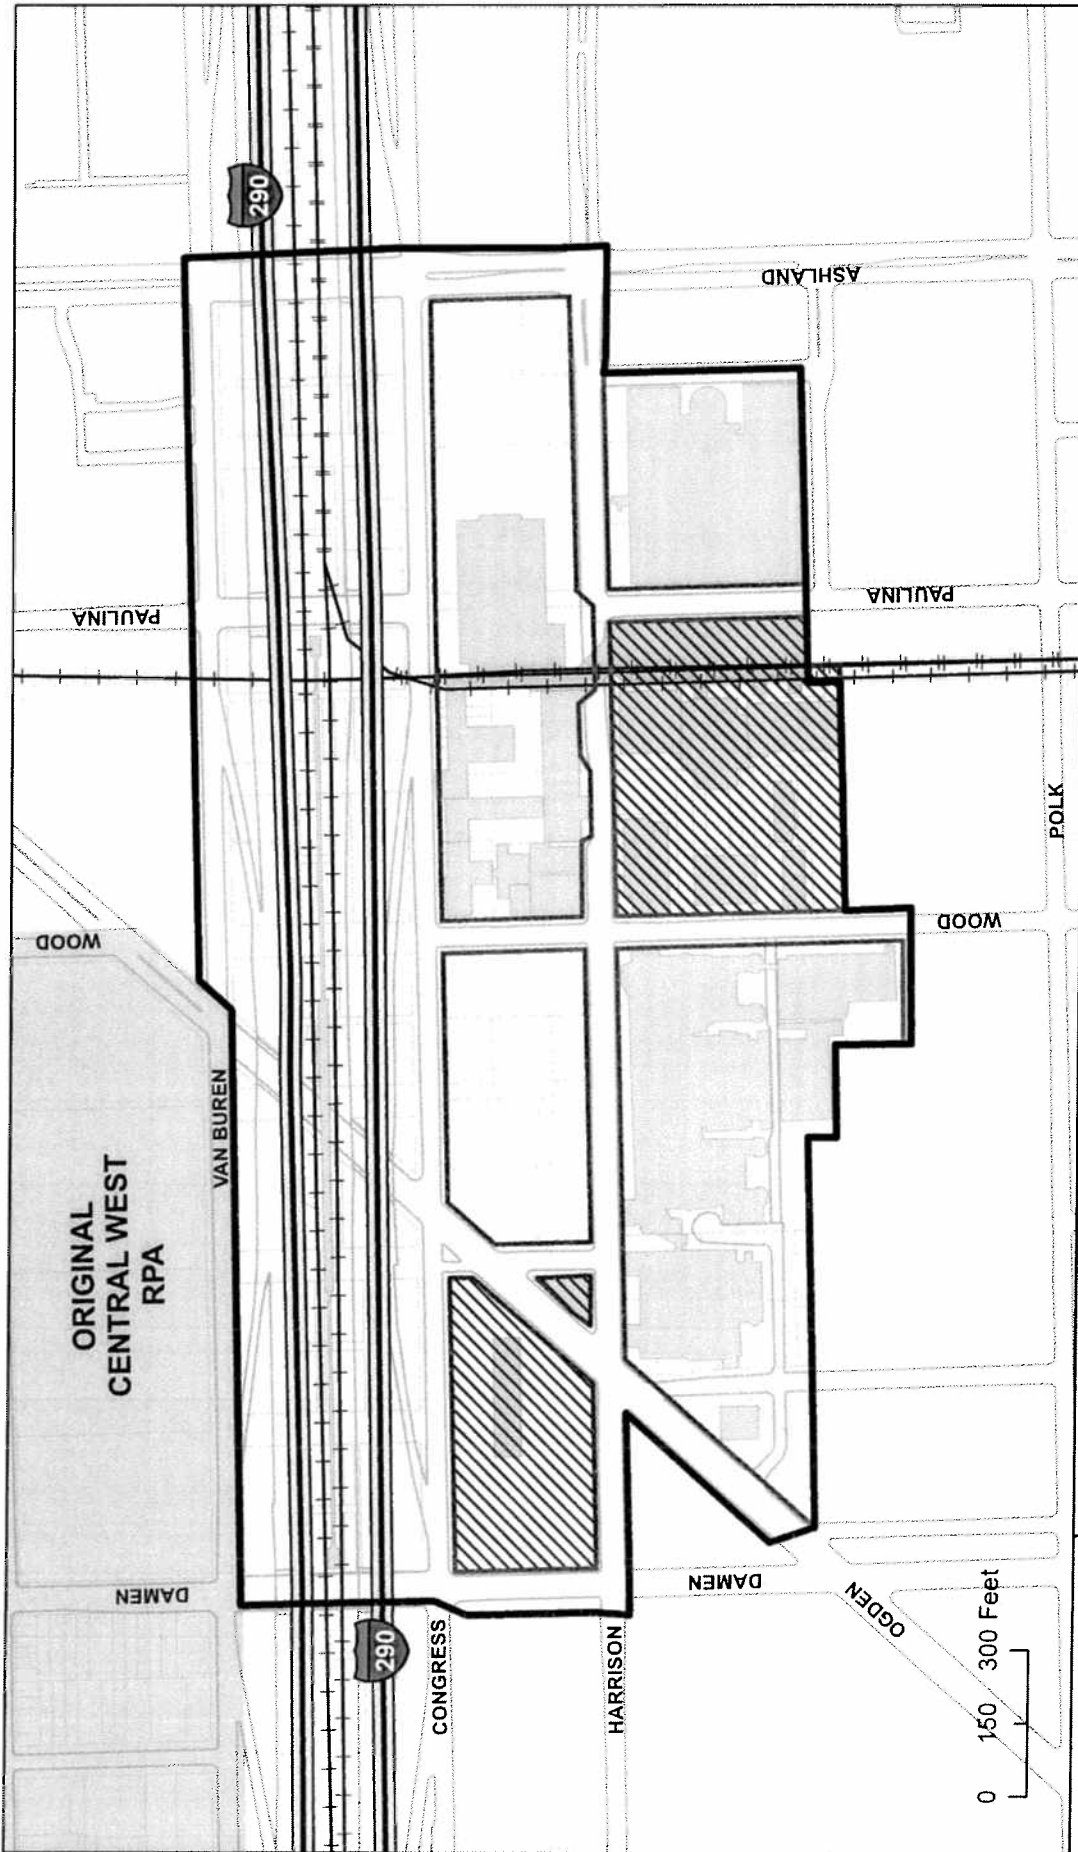 ORIGINAL
CENTRAL WEST
RPA
WOOD
PAULINA
DAMEN
VAN BUREN
290
290
CONGRESS
HARRISON
ASHLAND
PAULINA
WOOD
POLK
DAMEN
OGDEN
0 150 300 Feet